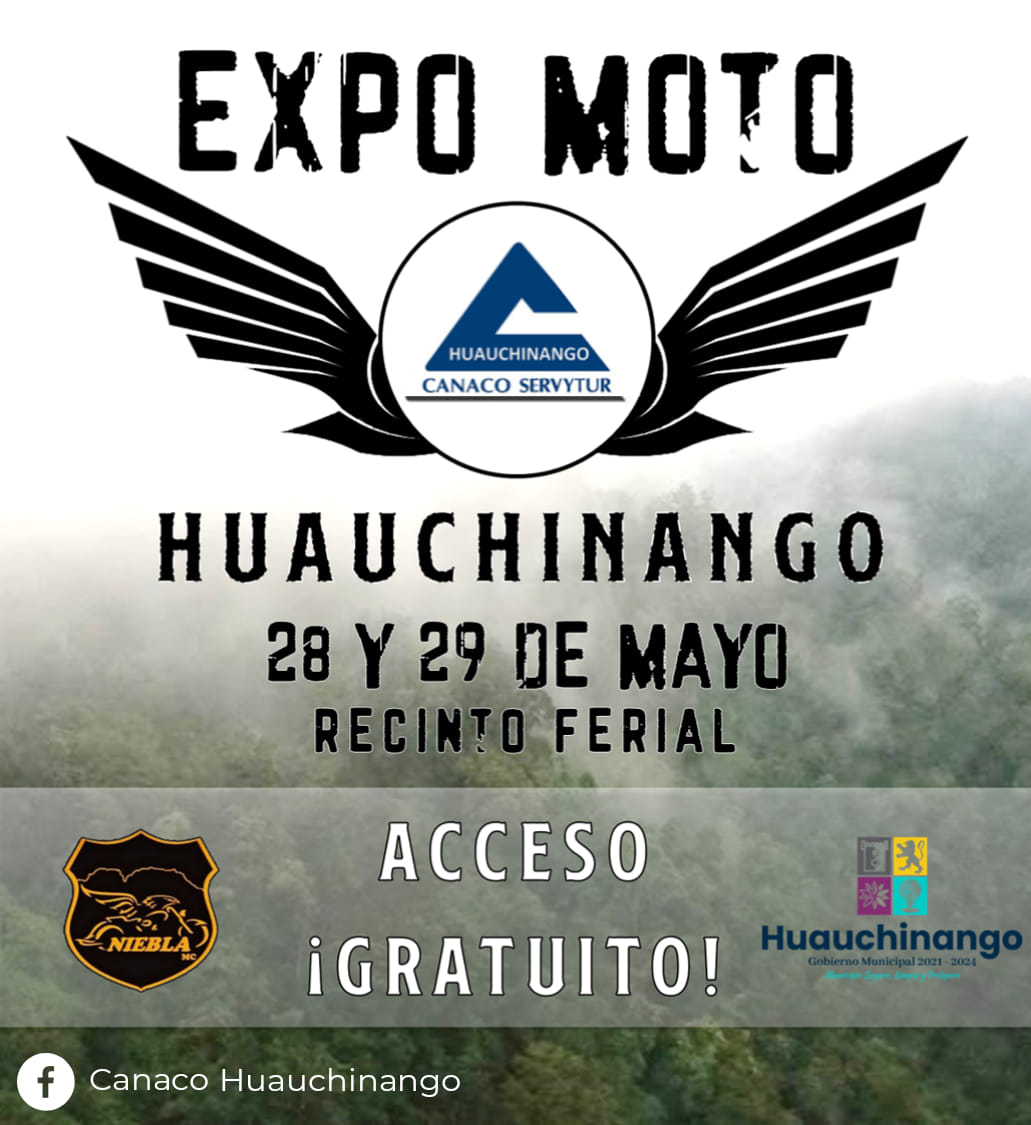 EXPO MOTO
HUAUCHINANGO
CANACO SERVYTUR
HUAUCHINANGO
28 Y 29 DE MAYO
RECINTO FERIAL
ACCESO
¡GRATUITO!
NIEBLA
MC
Huauchinango
Gobierno Municipal 2021 - 2024
Canaco Huauchinango